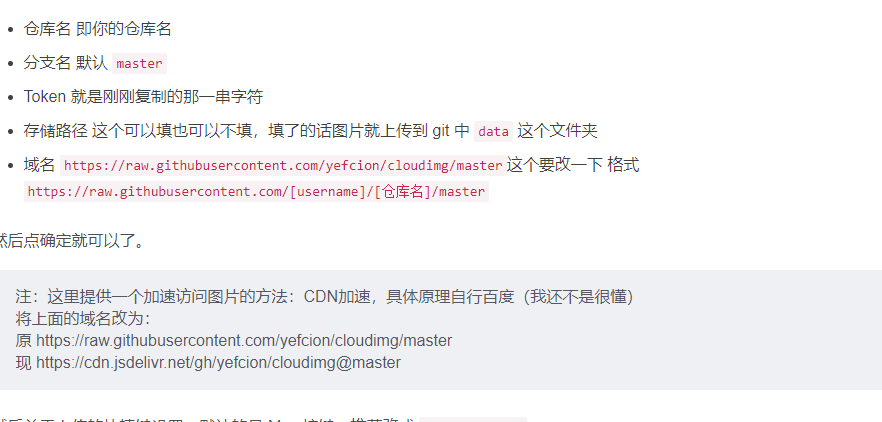 仓库名 即你的仓库名
分支名 默认 master
Token 就是刚刚复制的那一串字符
存储路径 这个可以填也可以不填，填了的话图片就上传到 git 中 data 这个文件夹
域名 https://raw.githubusercontent.com/yefcion/cloudimg/master 这个要改一下 格式
https://raw.githubusercontent.com/[username]/[仓库名]/master
然后点确定就可以了。
注：这里提供一个加速访问图片的方法：CDN加速，具体原理自行百度（我还不是很懂）
将上面的域名改为：
原 https://raw.githubusercontent.com/yefcion/cloudimg/master
现 https://cdn.jsdelivr.net/gh/yefcion/cloudimg@master